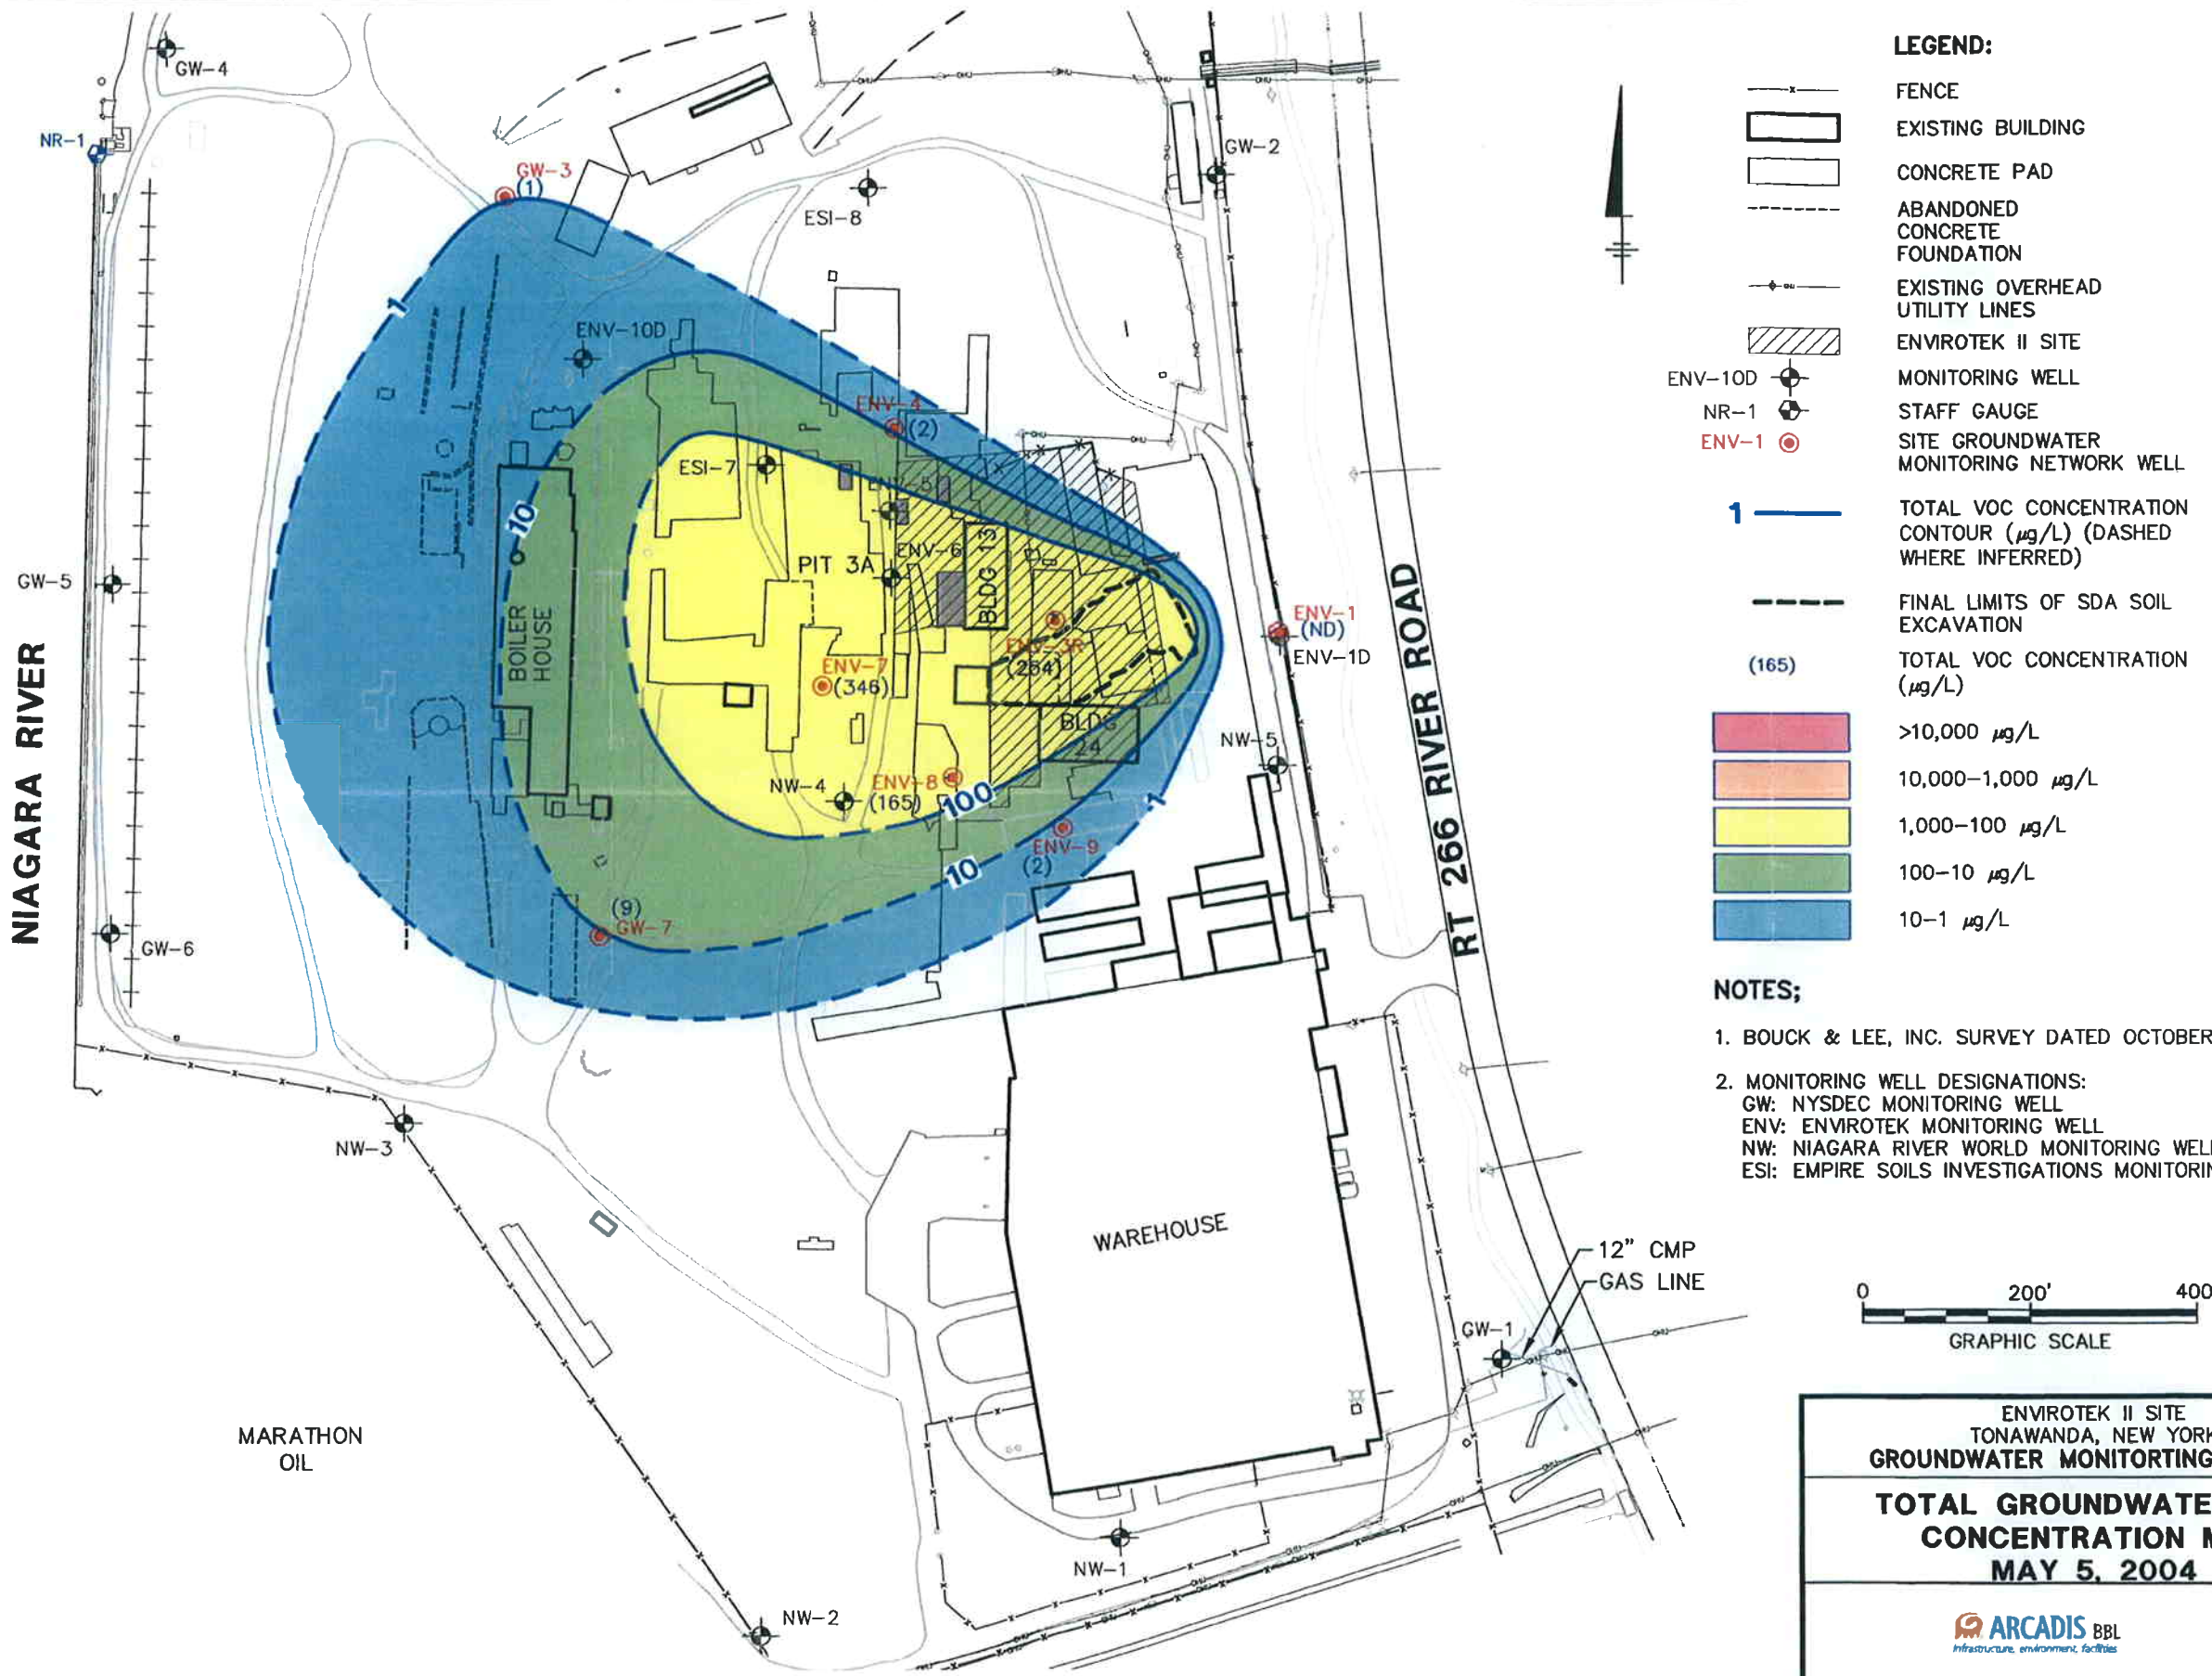 GW-4
NR-1
GW-3
(1)
GW-2
ESI-8
1
ENV-10D
ENV-4
(2)
ESI-7
ENV-5
10
PIT 3A
ENV-6
BLDG 13
GW-5
BOILER
HOUSE
ENV-1
(ND)
ENV-1D
ENV-3R
(264)
1
ENV-7
(346)
BLDG
24
NW-5
NW-4
ENV-8
(165)
100
1
ENV-9
(2)
10
(9)
GW-7
GW-6
NIAGARA RIVER
RT 266 RIVER ROAD
NW-3
WAREHOUSE
12" CMP
GAS LINE
GW-1
MARATHON
OIL
NW-1
NW-2
LEGEND:
FENCE
EXISTING BUILDING
CONCRETE PAD
ABANDONED
CONCRETE
FOUNDATION
EXISTING OVERHEAD
UTILITY LINES
ENVIROTEK II SITE
ENV-10D MONITORING WELL
NR-1 STAFF GAUGE
ENV-1 SITE GROUNDWATER
MONITORING NETWORK WELL
1 TOTAL VOC CONCENTRATION
CONTOUR (µg/L) (DASHED
WHERE INFERRED)
FINAL LIMITS OF SDA SOIL
EXCAVATION
(165) TOTAL VOC CONCENTRATION
(µg/L)
>10,000 µg/L
10,000-1,000 µg/L
1,000-100 µg/L
100-10 µg/L
10-1 µg/L
NOTES;
1. BOUCK & LEE, INC. SURVEY DATED OCTOBER
2. MONITORING WELL DESIGNATIONS:
GW: NYSDEC MONITORING WELL
ENV: ENVIROTEK MONITORING WELL
NW: NIAGARA RIVER WORLD MONITORING WELL
ESI: EMPIRE SOILS INVESTIGATIONS MONITORIN
0 200' 400
GRAPHIC SCALE
ENVIROTEK II SITE
TONAWANDA, NEW YORK
GROUNDWATER MONITORTING
TOTAL GROUNDWATE
CONCENTRATION M
MAY 5, 2004
ARCADIS BBL
Infrastructure, environment, facilities